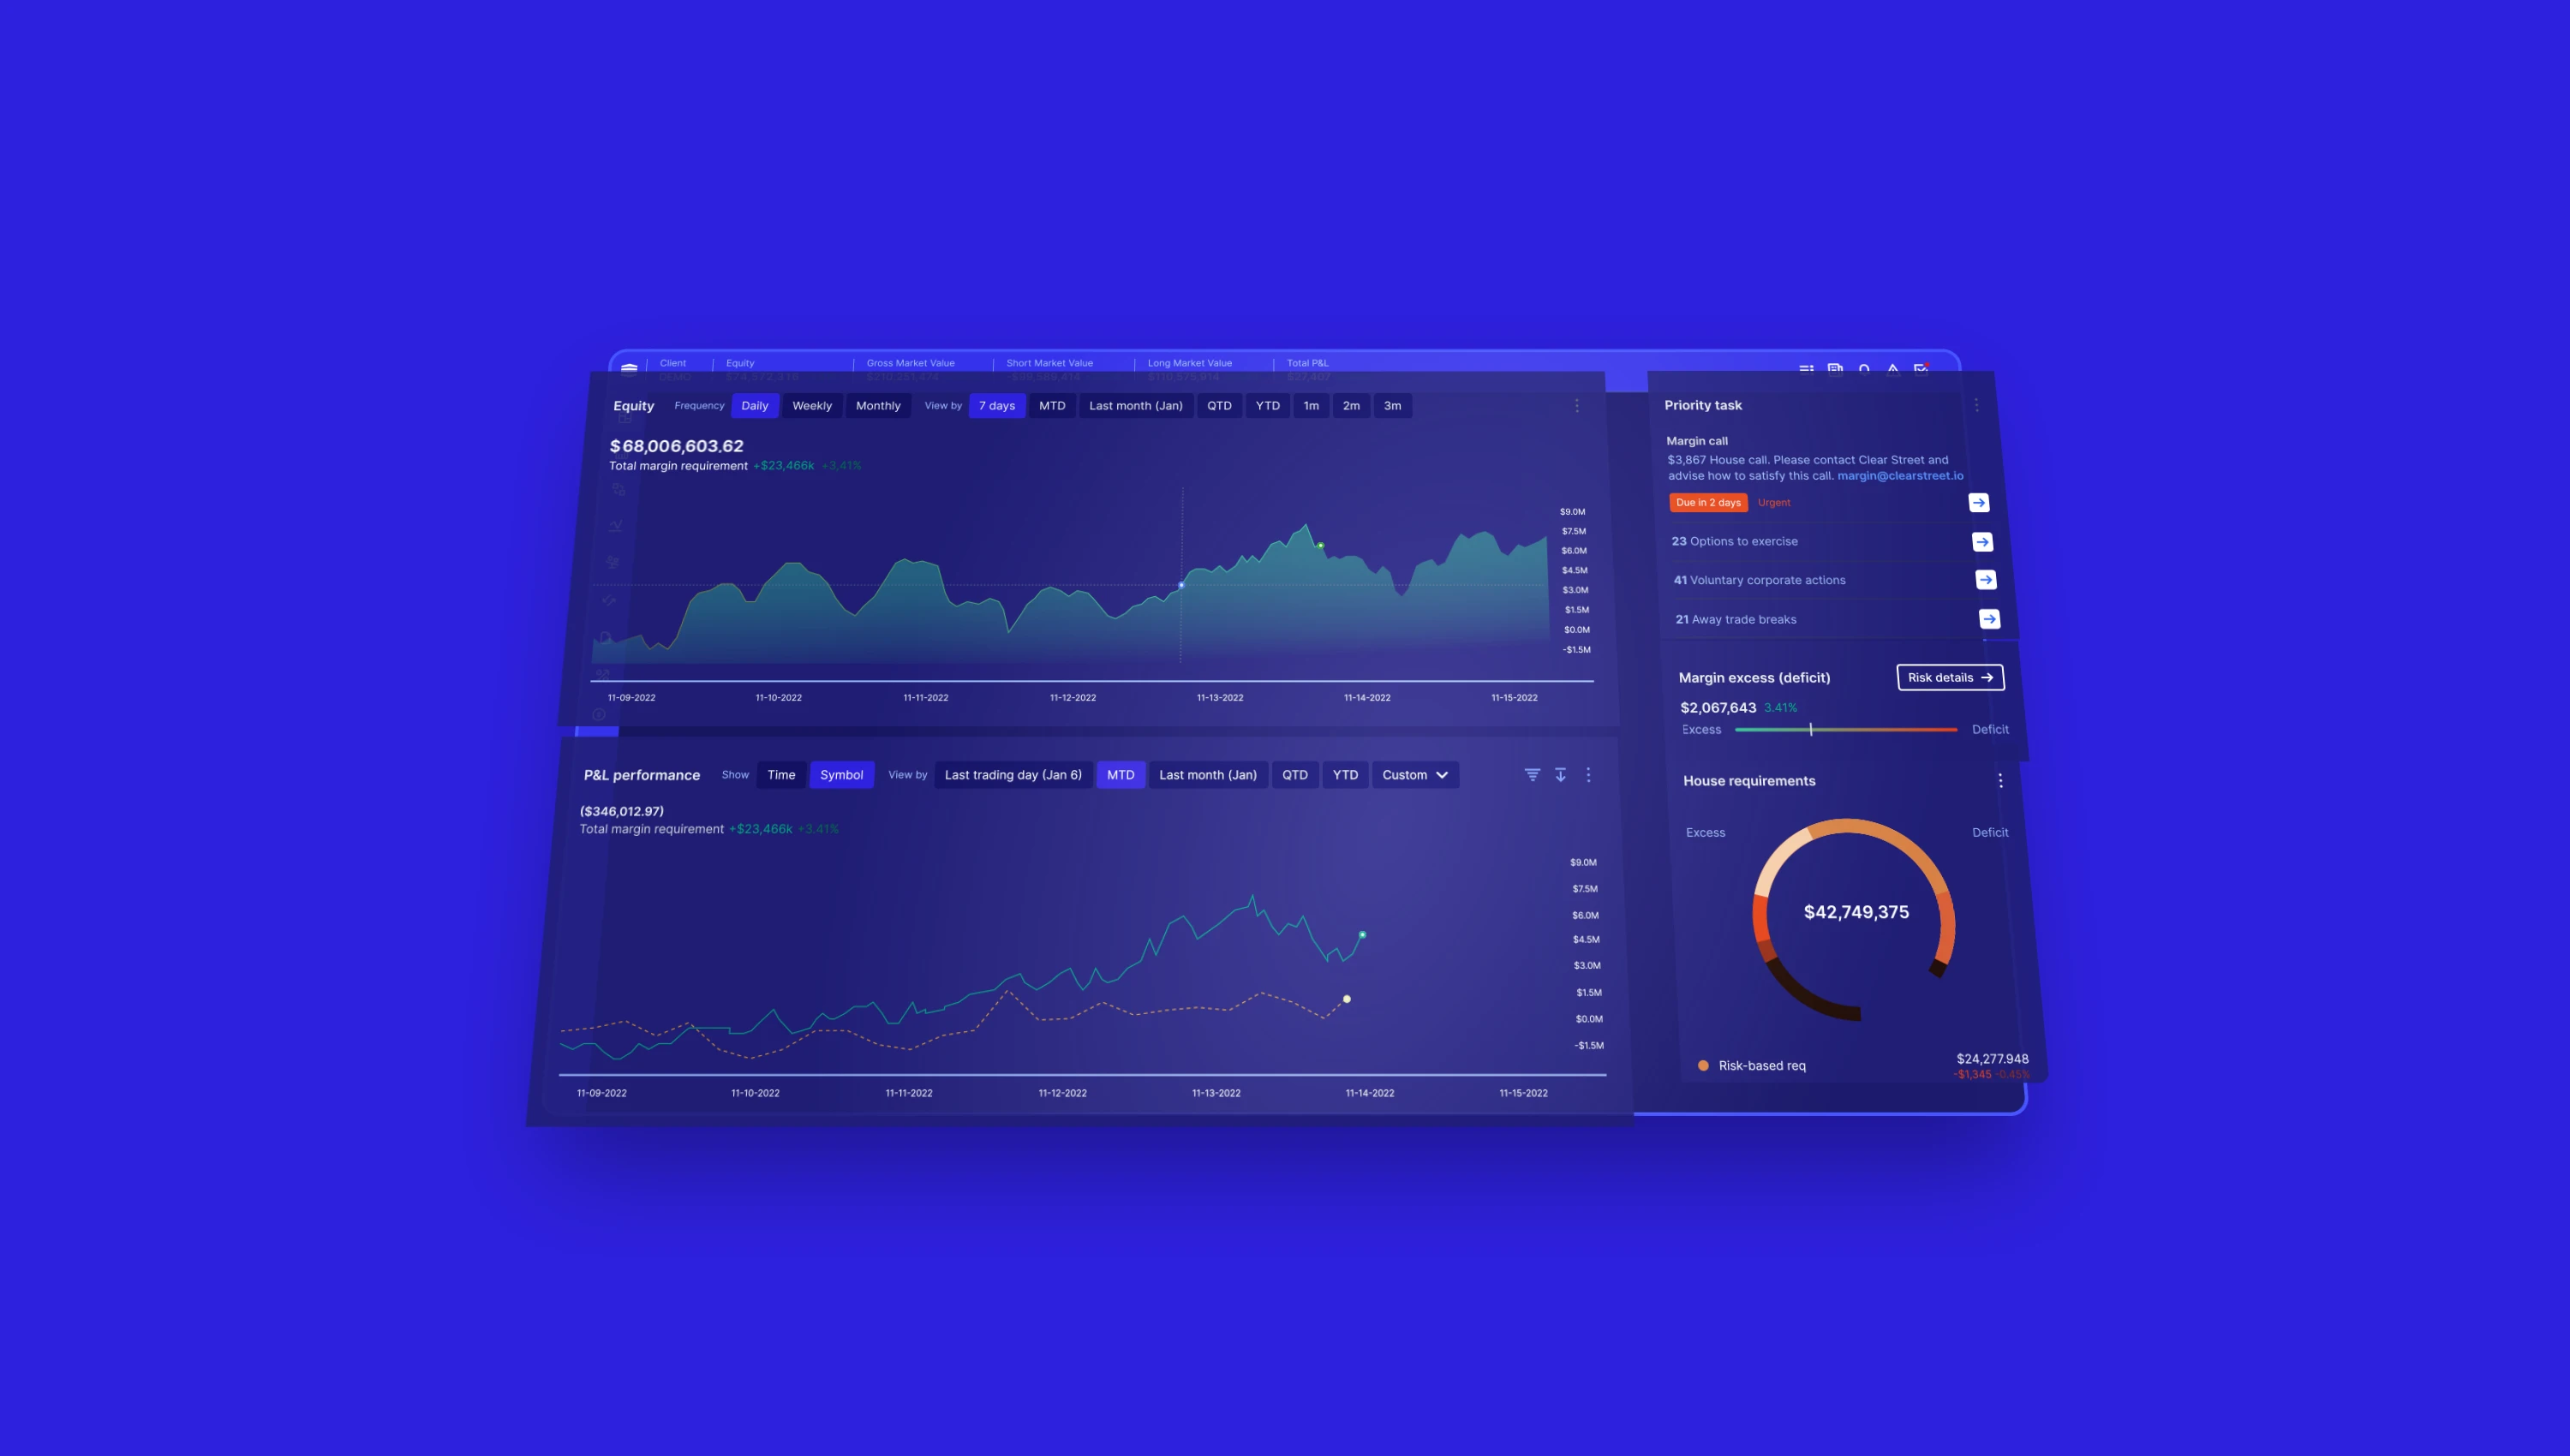 Client Equity Gross Market Value Short Market Value Long Market Value Total P&L
Equity Frequency Daily Weekly Monthly View by 7 days MTD Last month (Jan) QTD YTD 1m 2m 3m
$68,006,603.62
Total margin requirement +$23,466k +3,41%
$9.0M
$7.5M
$6.0M
$4.5M
$3.0M
$1.5M
$0.0M
-$1.5M
11-09-2022 11-10-2022 11-11-2022 11-12-2022 11-13-2022 11-14-2022 11-15-2022
P&L performance Show Time Symbol View by Last trading day (Jan 6) MTD Last month (Jan) QTD YTD Custom
($346,012.97)
Total margin requirement +$23,466k +3.41%
$9.0M
$7.5M
$6.0M
$4.5M
$3.0M
$1.5M
$0.0M
-$1.5M
11-09-2022 11-10-2022 11-11-2022 11-12-2022 11-13-2022 11-14-2022 11-15-2022
Priority task
Margin call
$3,867 House call. Please contact Clear Street and
advise how to satisfy this call. margin@clearstreet.io
Due in 2 days Urgent
23 Options to exercise
41 Voluntary corporate actions
21 Away trade breaks
Margin excess (deficit) Risk details
$2,067,643 3.41%
Excess Deficit
House requirements
Excess Deficit
$42,749,375
Risk-based req $24,277.948
-$1,345 -0.45%